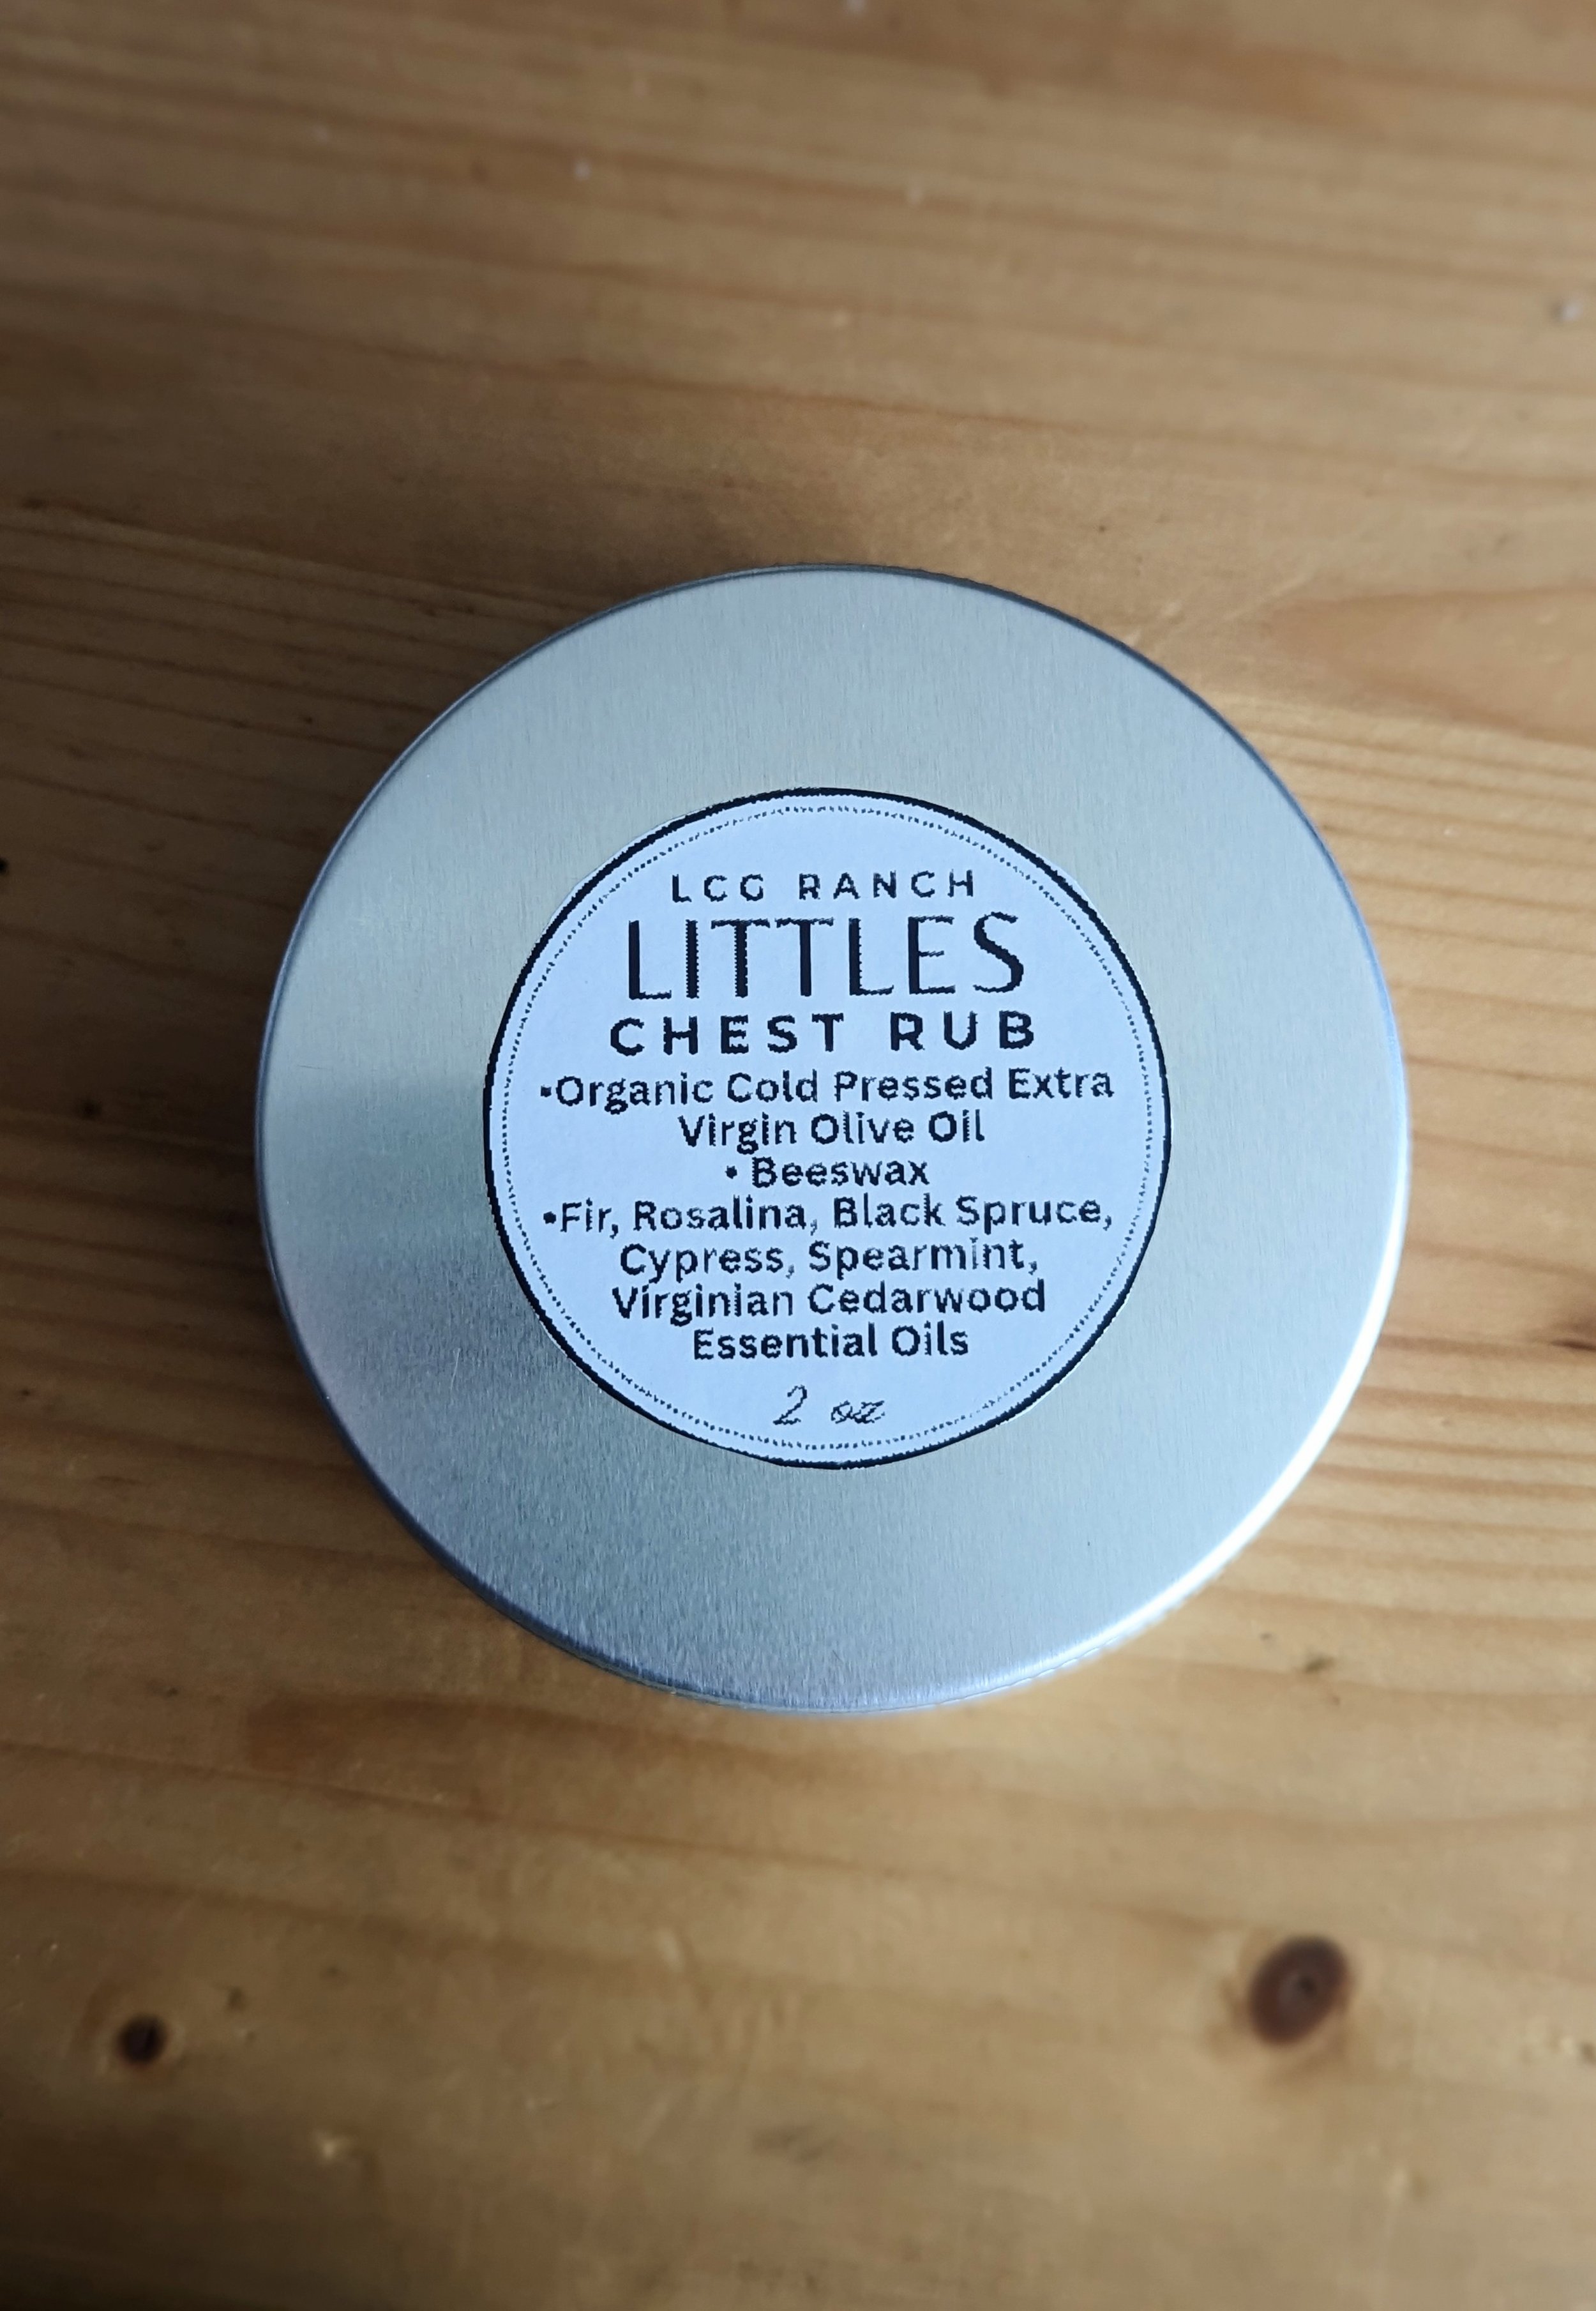 LCG RANCH
LITTLES
CHEST RUB
•Organic Cold Pressed Extra
Virgin Olive Oil
• Beeswax
•Fir, Rosalina, Black Spruce,
Cypress, Spearmint,
Virginian Cedarwood
Essential Oils
2 oz